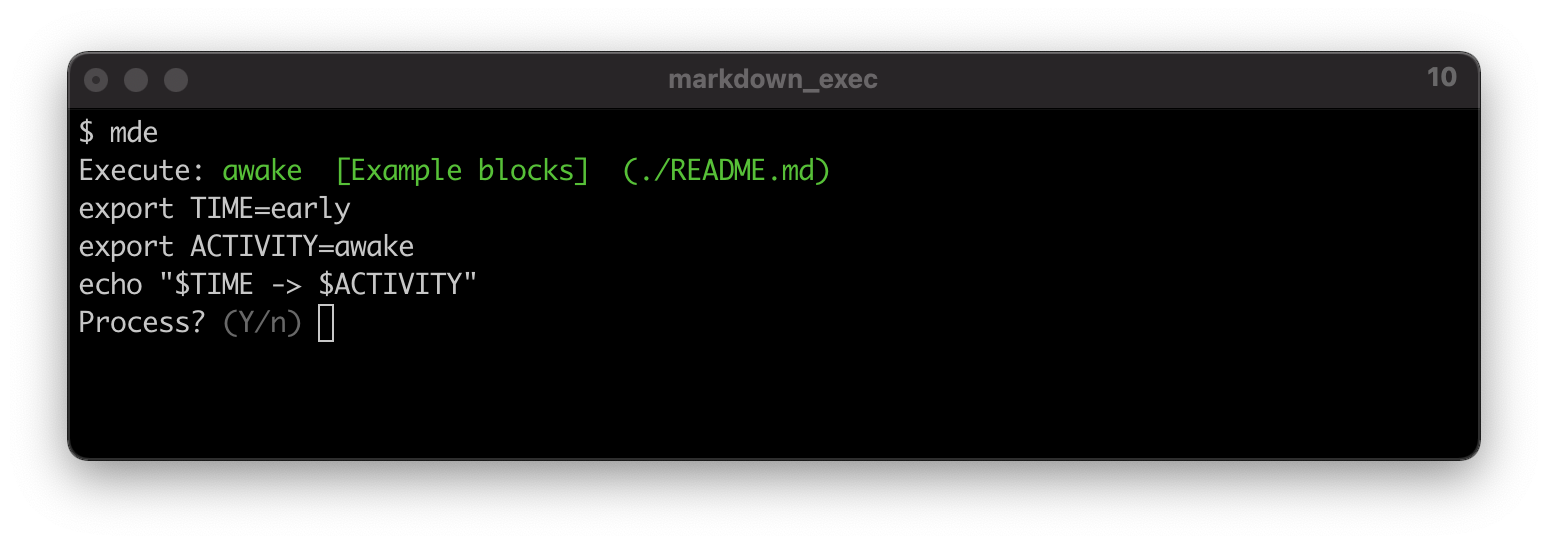 markdown_exec
10
$ mde
Execute: awake  [Example blocks]  (./README.md)
export TIME=early
export ACTIVITY=awake
echo "$TIME -> $ACTIVITY"
Process? (Y/n)